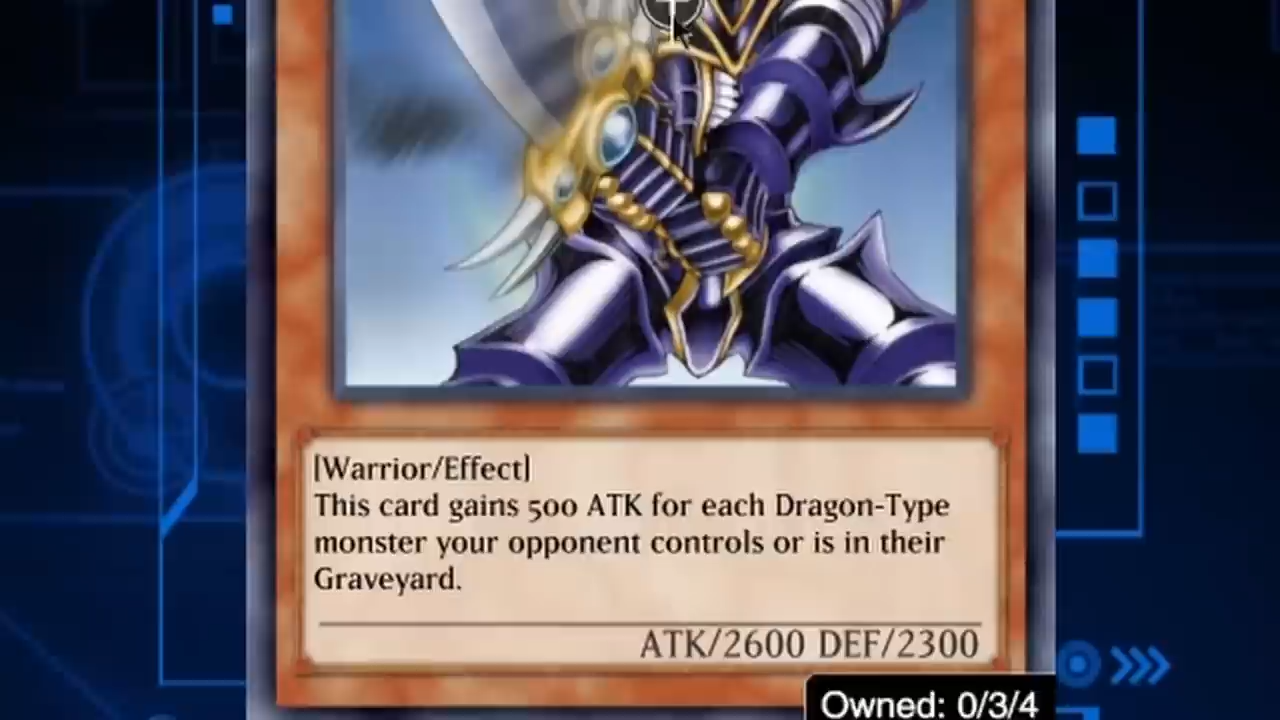 [Warrior/Effect]
This card gains 500 ATK for each Dragon-Type
monster your opponent controls or is in their
Graveyard.
ATK/2600 DEF/2300
Owned: 0/3/4